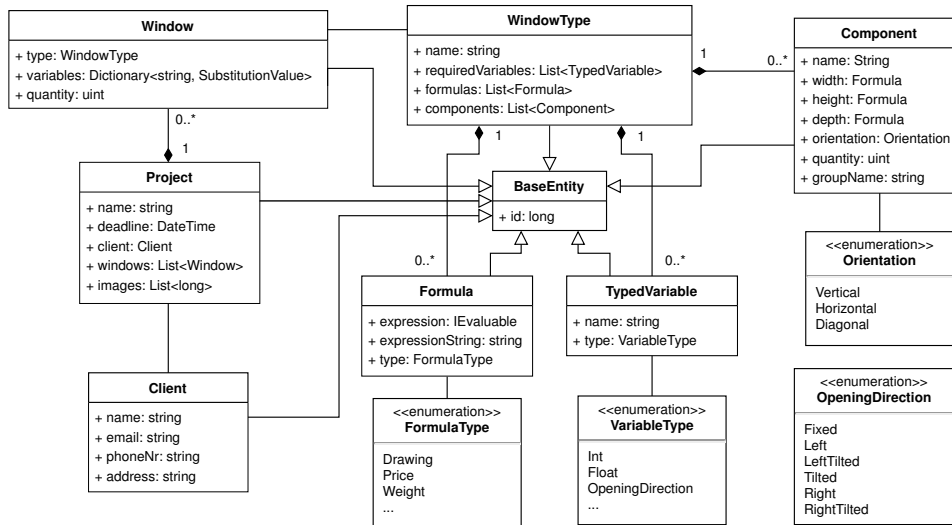 Window
+ type: WindowType
+ variables: Dictionary<string, SubstitutionValue>
+ quantity: uint
WindowType
+ name: string
+ requiredVariables: List<TypedVariable>
+ formulas: List<Formula>
+ components: List<Component>
1
0..*
Component
+ name: String
+ width: Formula
+ height: Formula
+ depth: Formula
+ orientation: Orientation
+ quantity: uint
+ groupName: string
0..*
1
1
1
Project
+ name: string
+ deadline: DateTime
+ client: Client
+ windows: List<Window>
+ images: List<long>
BaseEntity
+ id: long
<<enumeration>>
Orientation
Vertical
Horizontal
Diagonal
0..*
0..*
Formula
+ expression: IEvaluable
+ expressionString: string
+ type: FormulaType
TypedVariable
+ name: string
+ type: VariableType
Client
+ name: string
+ email: string
+ phoneNr: string
+ address: string
<<enumeration>>
FormulaType
Drawing
Price
Weight
...
<<enumeration>>
VariableType
Int
Float
OpeningDirection
...
<<enumeration>>
OpeningDirection
Fixed
Left
LeftTilted
Tilted
Right
RightTilted